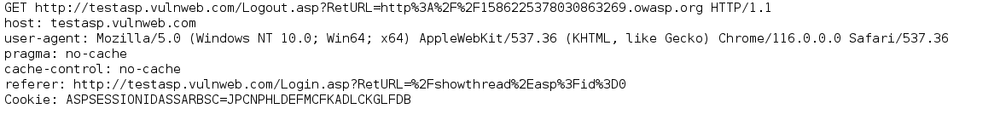 GET http://testasp.vulnweb.com/Logout.asp?RetURL=http%3A%2F%2F1586225378030863269.owasp.org HTTP/1.1
host: testasp.vulnweb.com
user-agent: Mozilla/5.0 (Windows NT 10.0; Win64; x64) AppleWebKit/537.36 (KHTML, like Gecko) Chrome/116.0.0.0 Safari/537.36
pragma: no-cache
cache-control: no-cache
referer: http://testasp.vulnweb.com/Login.asp?RetURL=%2Fshowthread%2Easp%3Fid%3D0
Cookie: ASPSESSIONIDASSARBSC=JPCNPHLDEFMCFKADLCKGLFDB